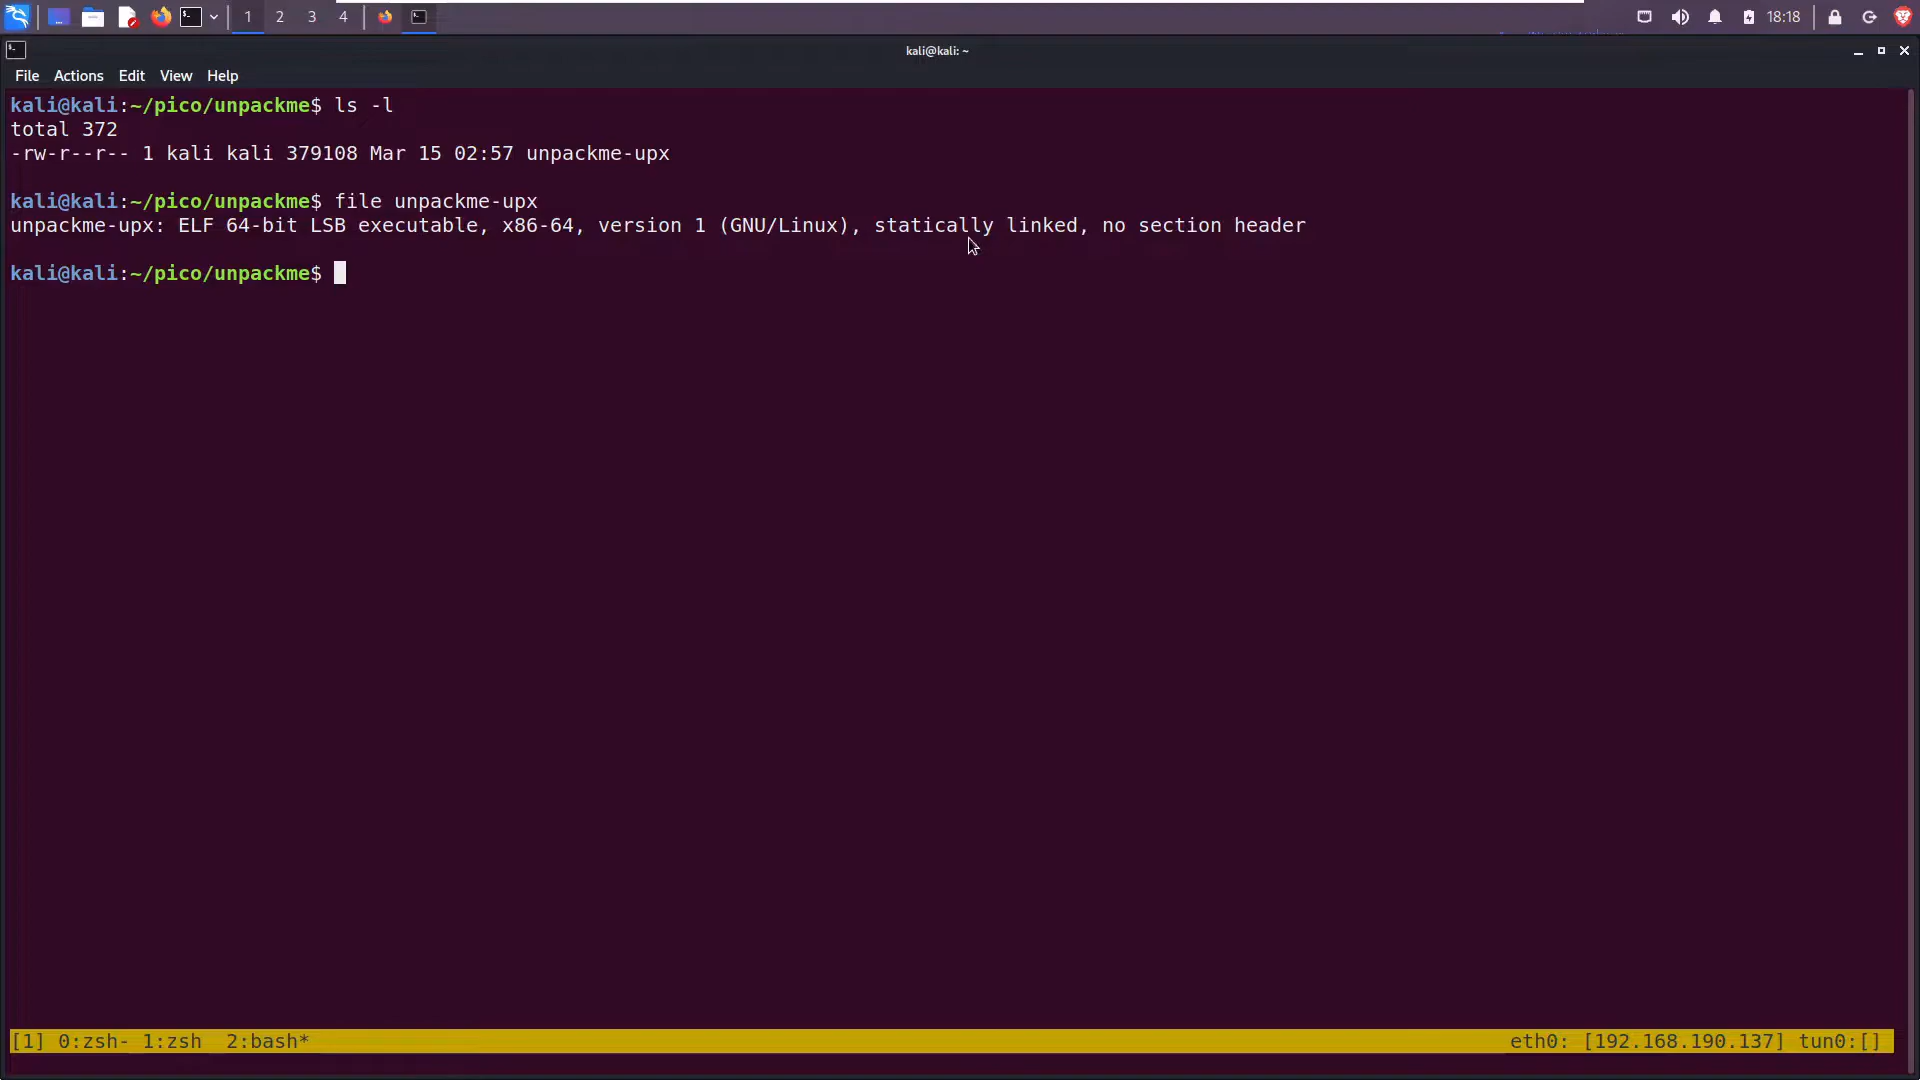 1 2 3 4 18:18
kali@kali: ~
File Actions Edit View Help
kali@kali:~/pico/unpackme$ ls -l
total 372
-rw-r--r-- 1 kali kali 379108 Mar 15 02:57 unpackme-upx
kali@kali:~/pico/unpackme$ file unpackme-upx
unpackme-upx: ELF 64-bit LSB executable, x86-64, version 1 (GNU/Linux), statically linked, no section header
kali@kali:~/pico/unpackme$
[1] 0:zsh- 1:zsh 2:bash* eth0: [192.168.190.137] tun0:[]